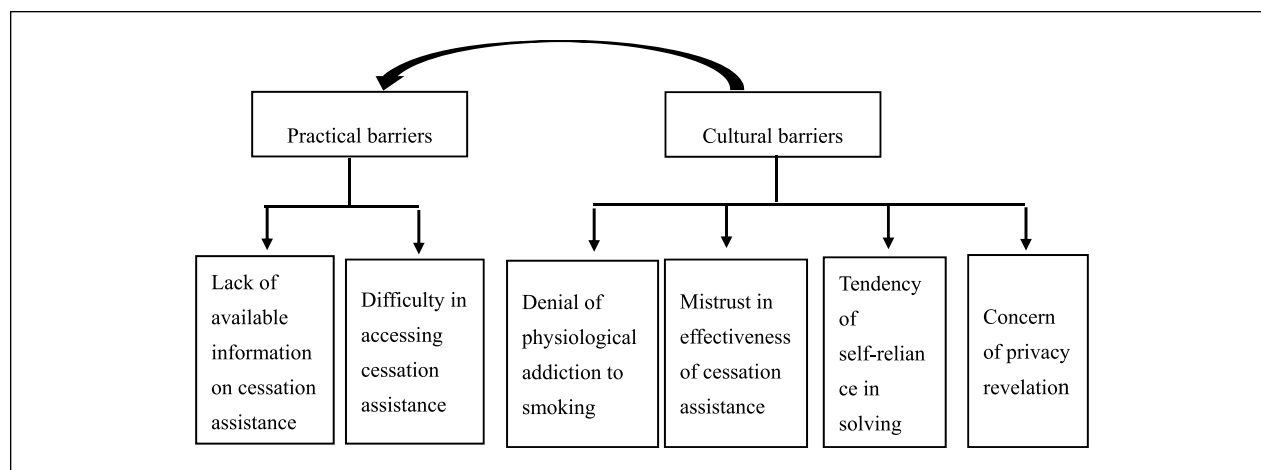 Practical barriers
Cultural barriers
Lack of
available
information
on cessation
assistance
Difficulty in
accessing
cessation
assistance
Denial of
physiological
addiction to
smoking
Mistrust in
effectiveness
of cessation
assistance
Tendency
of
self-relian
ce in
solving
Concern
of privacy
revelation